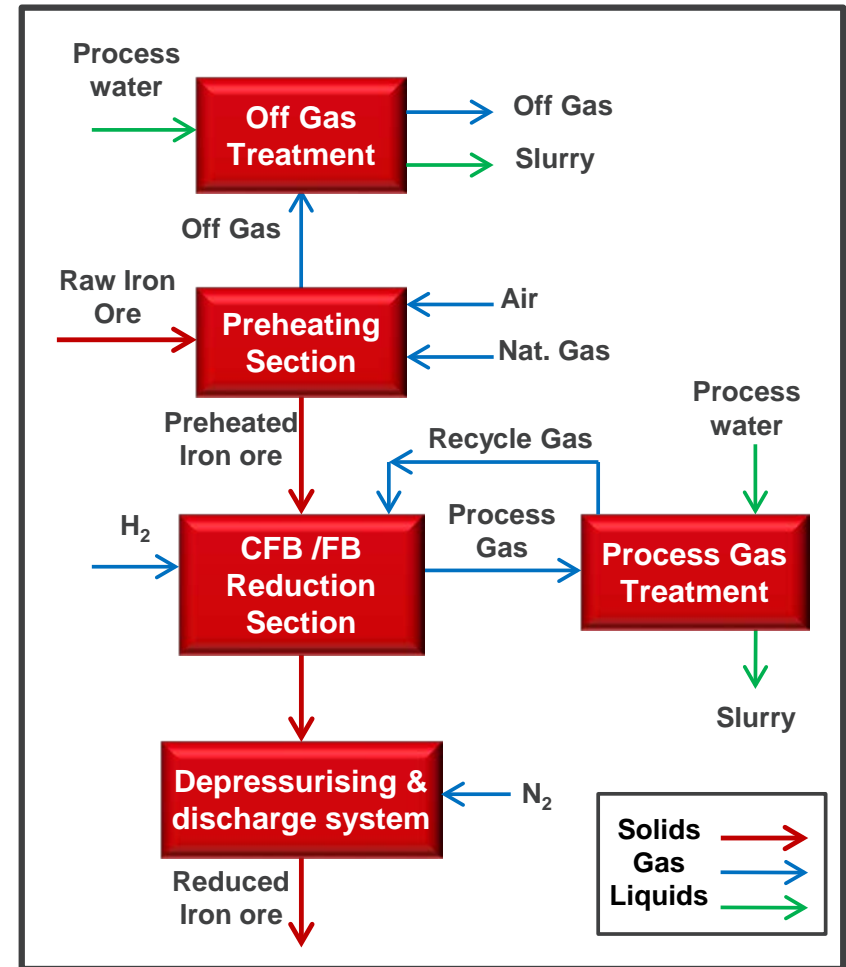 Process
water
Off Gas
Treatment
Off Gas
Slurry
Off Gas
Raw Iron
Ore
Preheating
Section
Air
Nat. Gas
Preheated
Iron ore
Recycle Gas
Process
water
H₂
CFB /FB
Reduction
Section
Process
Gas
Process Gas
Treatment
Slurry
Depressurising &
discharge system
N₂
Reduced
Iron ore
Solids
Gas
Liquids